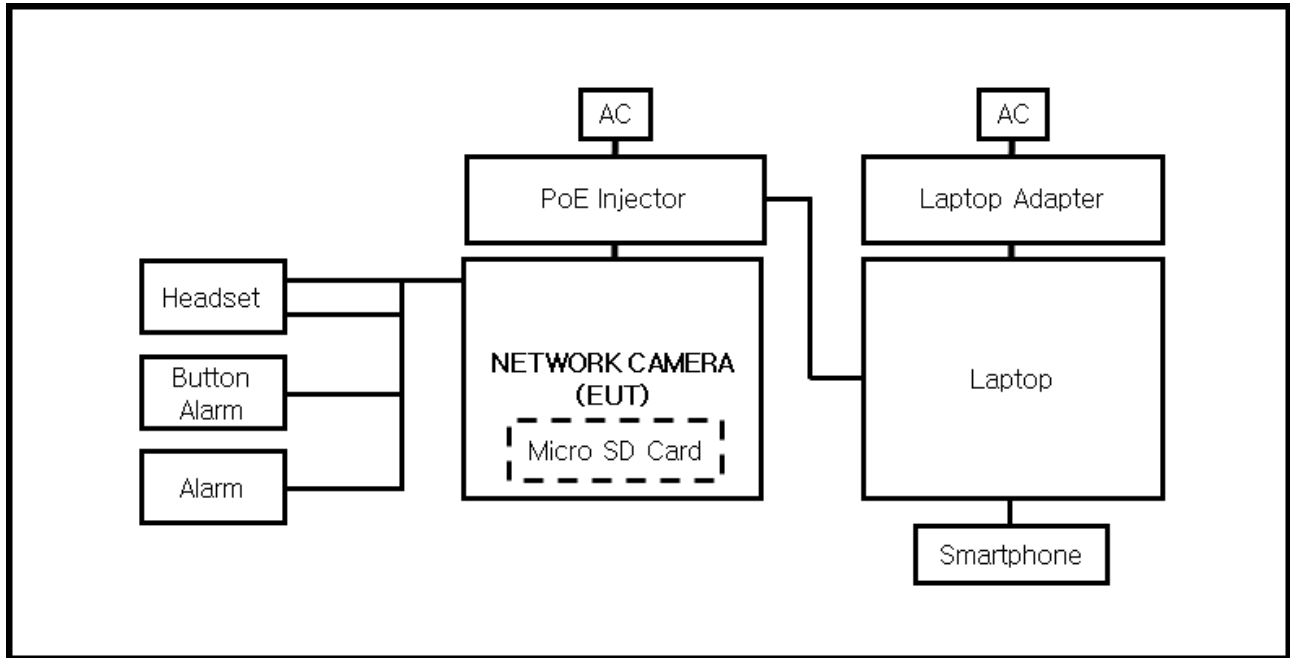 AC
AC
PoE Injector
Laptop Adapter
Headset
NETWORK CAMERA
(EUT)
Micro SD Card
Button
Alarm
Alarm
Laptop
Smartphone